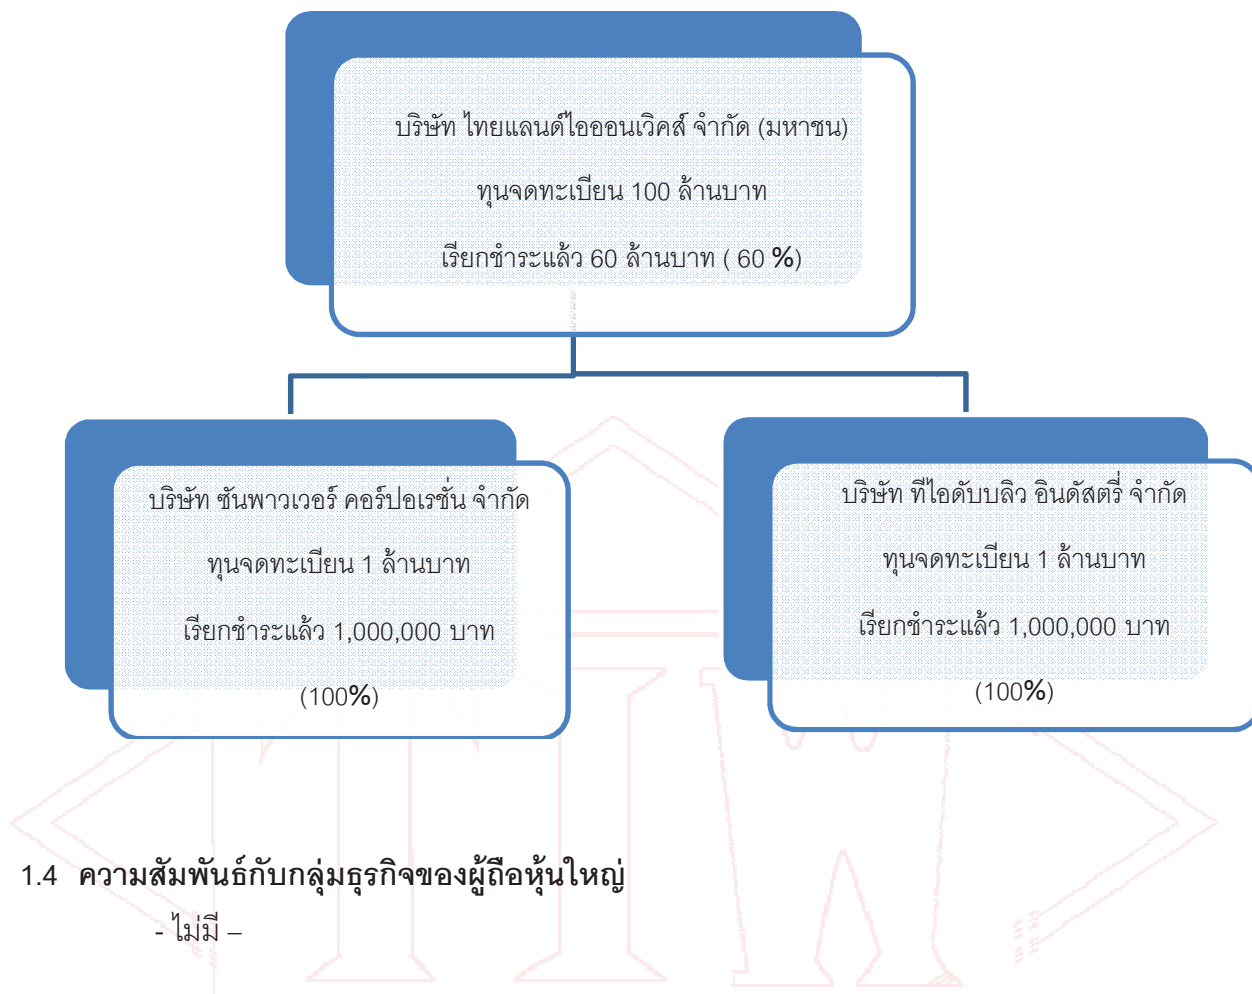 บริษัท ไทยแลนด์ไอออนเวิคส์ จำกัด (มหาชน)
ทุนจดทะเบียน 100 ล้านบาท
เรียกชำระแล้ว 60 ล้านบาท ( 60 %)
บริษัท ซันพาวเวอร์ คอร์ปอเรชั่น จำกัด
ทุนจดทะเบียน 1 ล้านบาท
เรียกชำระแล้ว 1,000,000 บาท
(100%)
บริษัท ทีไอดับบลิว อินดัสตรี่ จำกัด
ทุนจดทะเบียน 1 ล้านบาท
เรียกชำระแล้ว 1,000,000 บาท
(100%)
TIW
1.4 ความสัมพันธ์กับกลุ่มธุรกิจของผู้ถือหุ้นใหญ่
- ไม่มี –